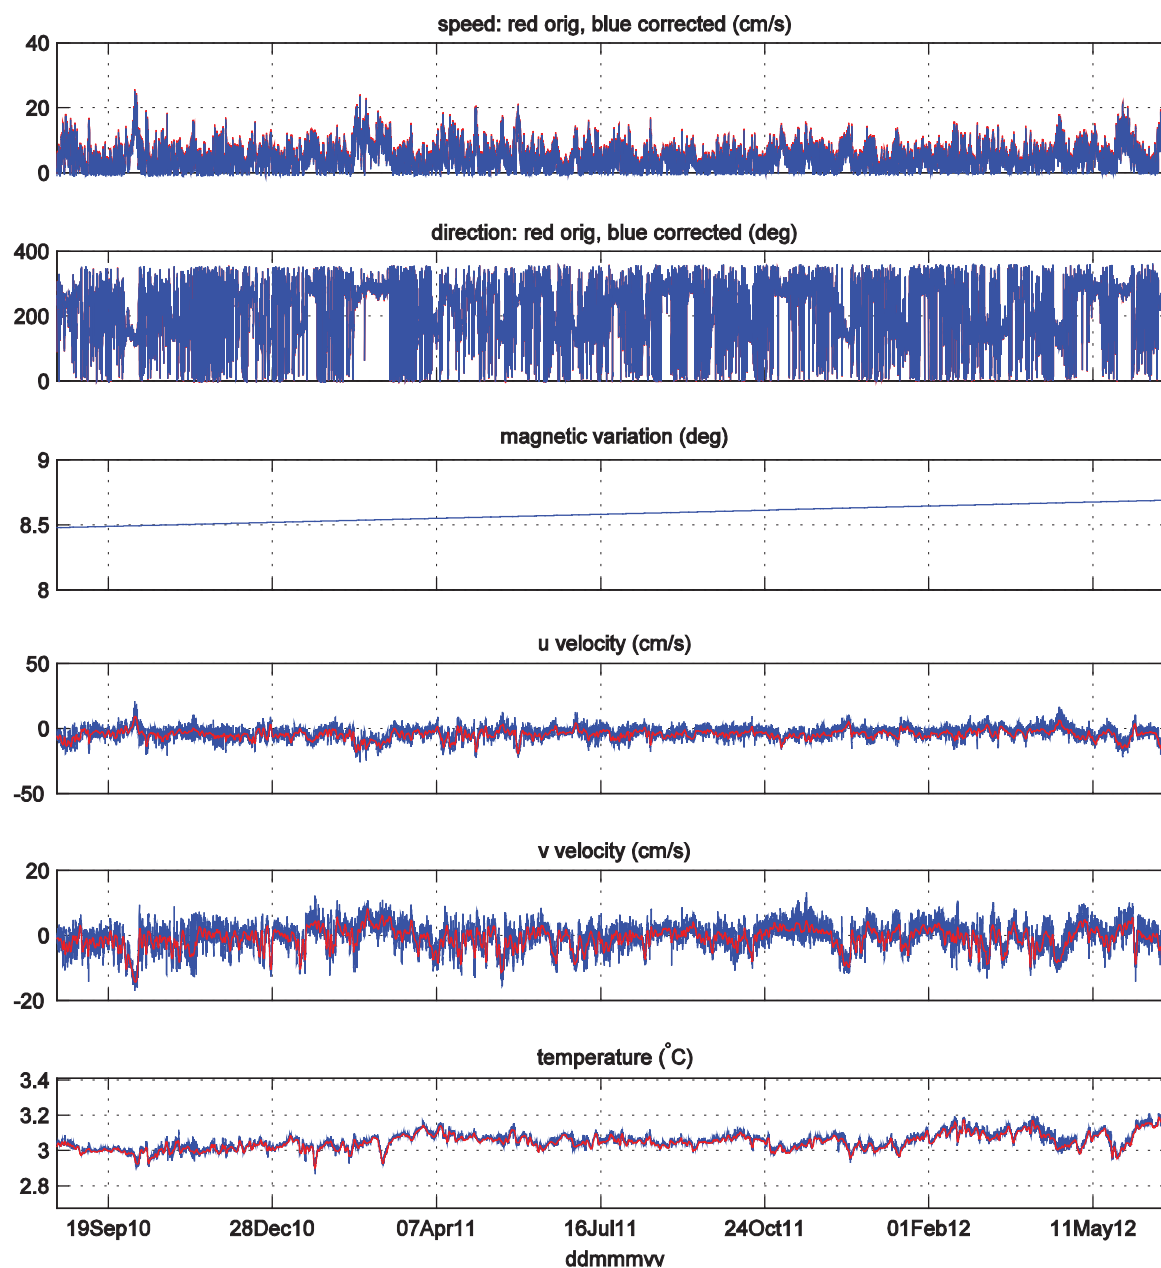 speed: red orig, blue corrected (cm/s)
40
20
0
direction: red orig, blue corrected (deg)
400
200
0
magnetic variation (deg)
9
8.5
8
u velocity (cm/s)
50
0
-50
v velocity (cm/s)
20
0
-20
temperature (°C)
3.4
3.2
3
2.8
19Sep10 28Dec10 07Apr11 16Jul11 24Oct11 01Feb12 11May12
ddmmmyy